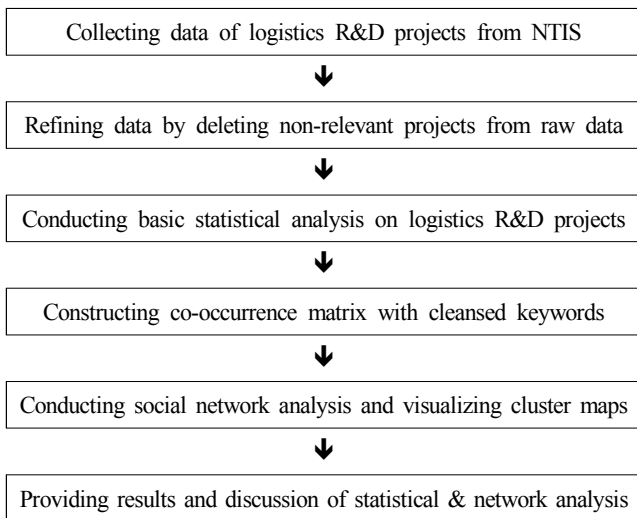 Collecting data of logistics R&D projects from NTIS
Refining data by deleting non-relevant projects from raw data
Conducting basic statistical analysis on logistics R&D projects
Constructing co-occurrence matrix with cleansed keywords
Conducting social network analysis and visualizing cluster maps
Providing results and discussion of statistical & network analysis